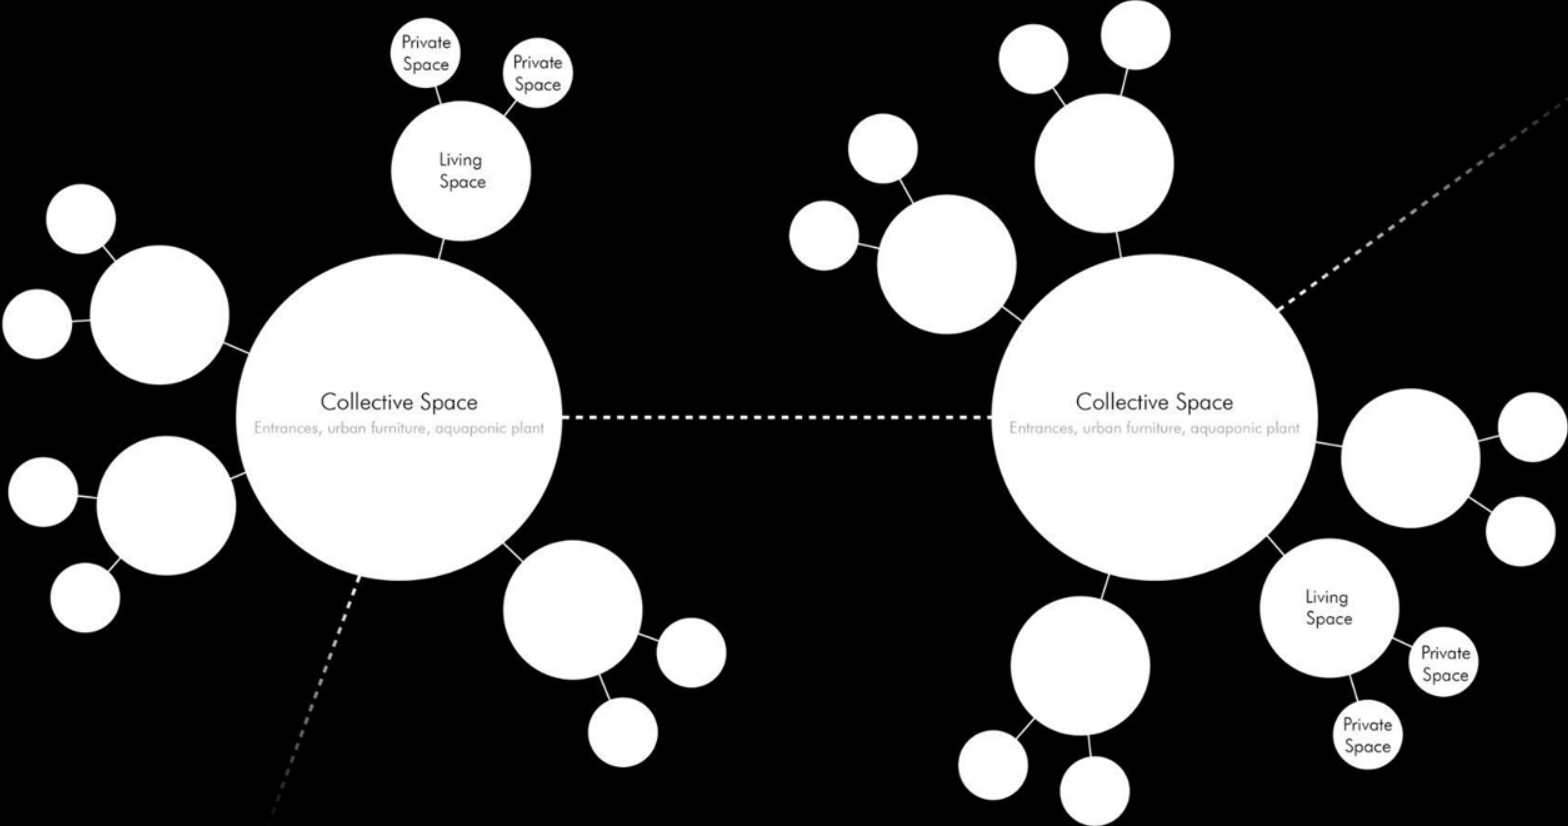 Private
Space
Private
Space
Living
Space
Collective Space
Entrances, urban furniture, aquaponic plant
Collective Space
Entrances, urban furniture, aquaponic plant
Living
Space
Private
Space
Private
Space